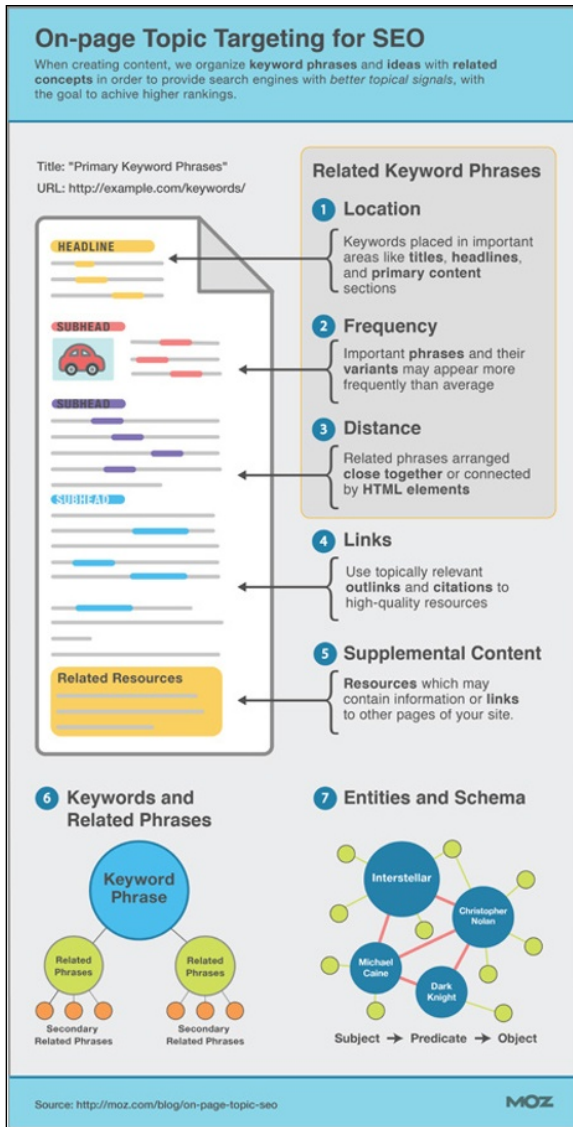 On-page Topic Targeting for SEO
When creating content, we organize keyword phrases and ideas with related
concepts in order to provide search engines with better topical signals, with
the goal to achive higher rankings.
Title: "Primary Keyword Phrases"
URL: http://example.com/keywords/
HEADLINE
SUBHEAD
SUBHEAD
SUBHEAD
Related Resources
Related Keyword Phrases
1 Location
Keywords placed in important
areas like titles, headlines,
and primary content
sections
2 Frequency
Important phrases and their
variants may appear more
frequently than average
3 Distance
Related phrases arranged
close together or connected
by HTML elements
4 Links
Use topically relevant
outlinks and citations to
high-quality resources
5 Supplemental Content
Resources which may
contain information or links
to other pages of your site.
6 Keywords and
Related Phrases
Keyword
Phrase
Related
Phrases
Related
Phrases
Secondary
Related Phrases
Secondary
Related Phrases
7 Entities and Schema
Interstellar
Christopher
Nolan
Michael
Caine
Dark
Knight
Subject → Predicate → Object
Source: http://moz.com/blog/on-page-topic-seo
MOZ